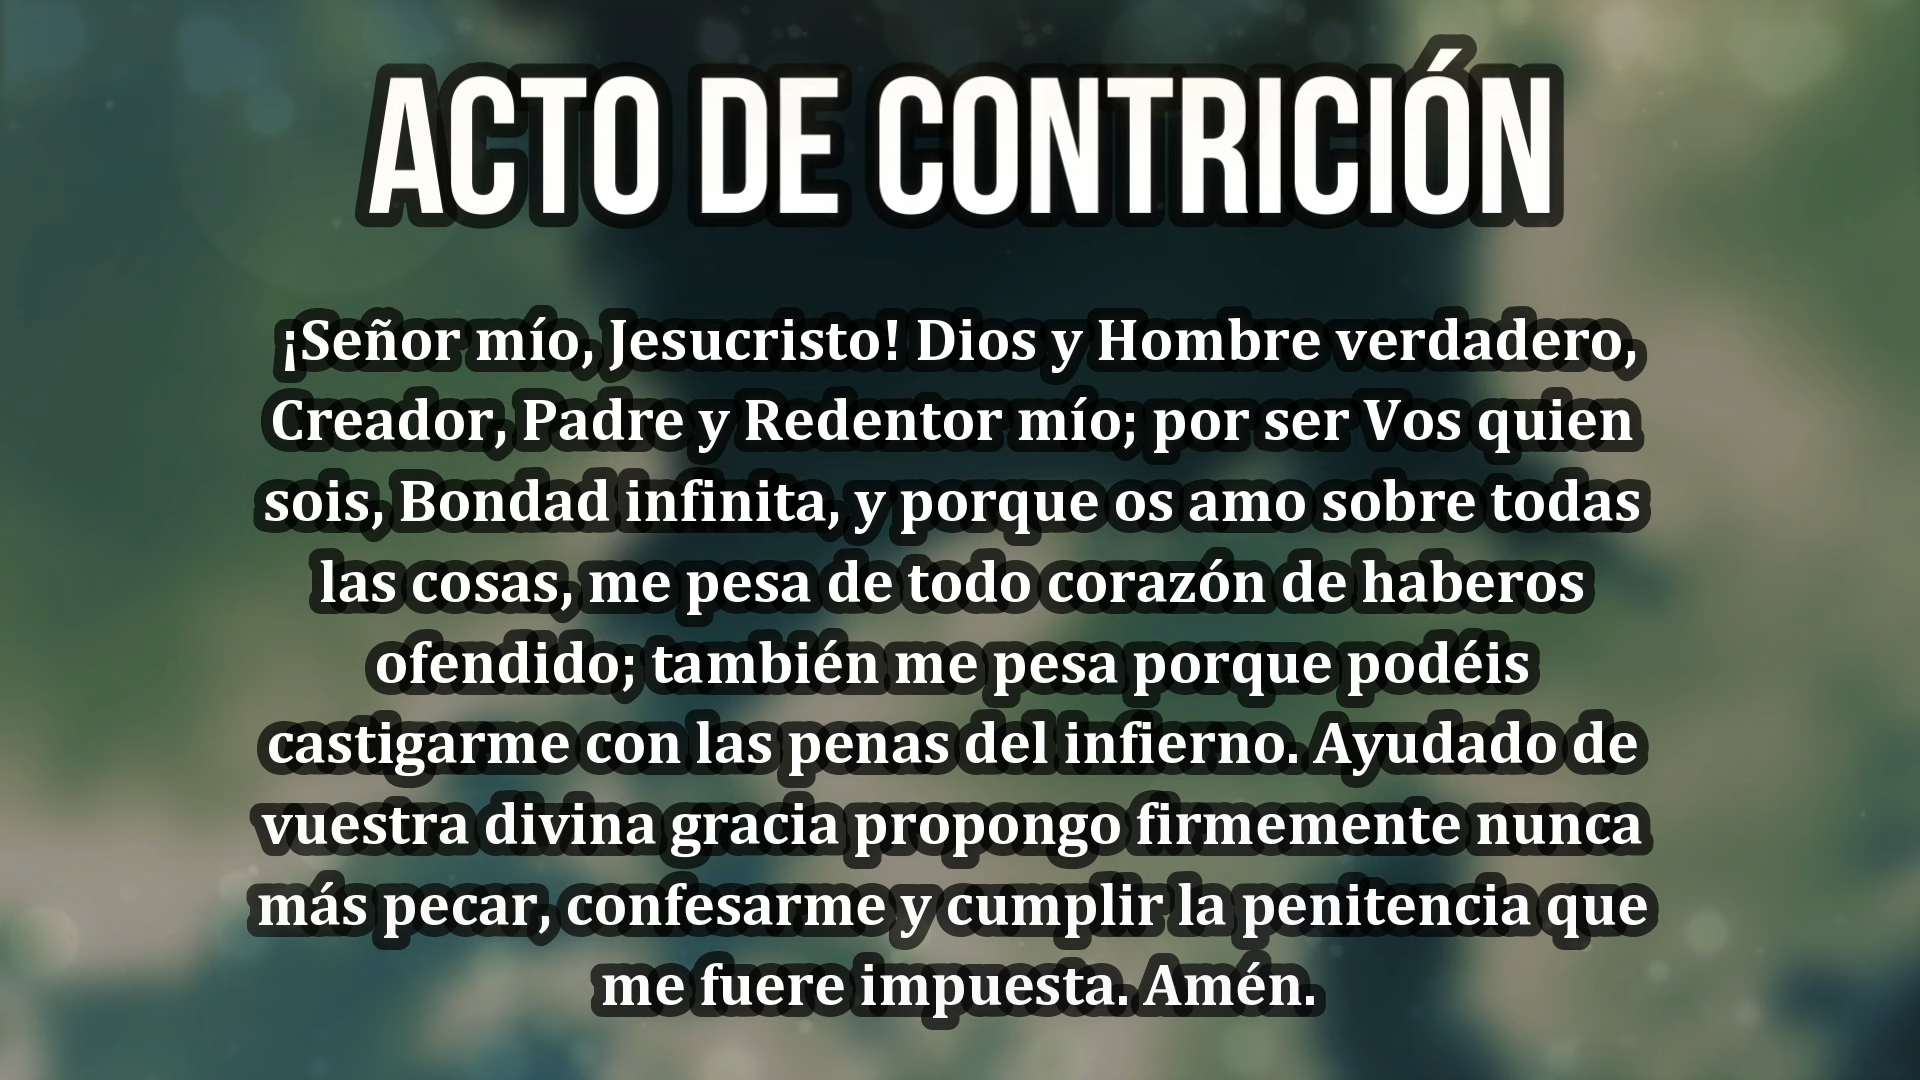 ACTO DE CONTRICIÓN
¡Señor mío, Jesucristo! Dios y Hombre verdadero,
Creador, Padre y Redentor mío; por ser Vos quien
sois, Bondad infinita, y porque os amo sobre todas
las cosas, me pesa de todo corazón de haberos
ofendido; también me pesa porque podéis
castigarme con las penas del infierno. Ayudado de
vuestra divina gracia propongo firmemente nunca
más pecar, confesarme y cumplir la penitencia que
me fuere impuesta. Amén.